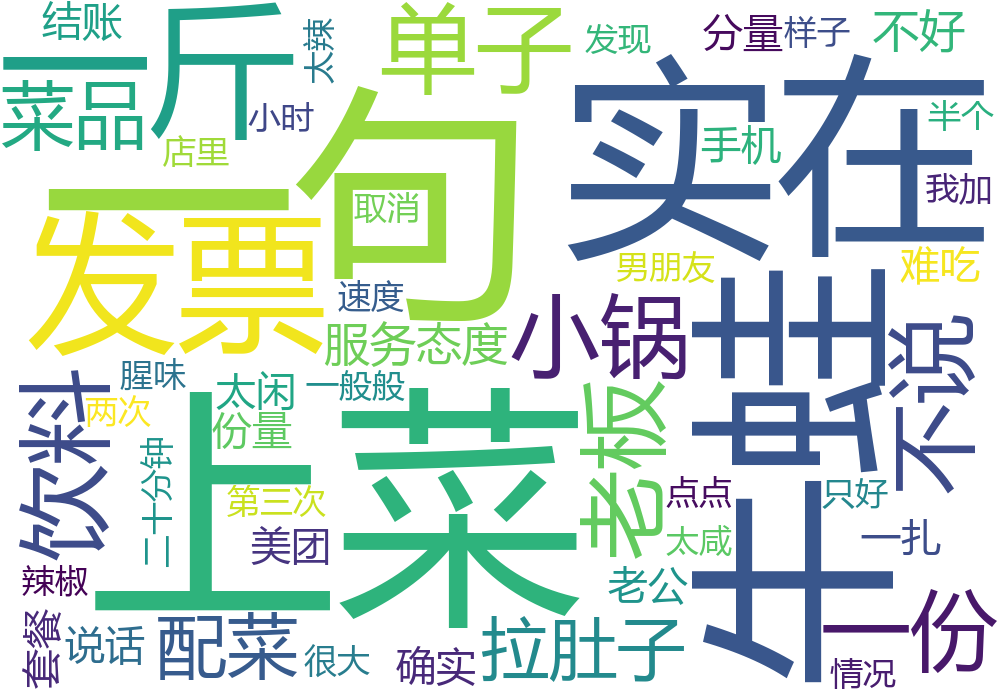 结账
一斤
太辣
单子
发现
分量
样子
不好
菜品
小时
店里
一句
实在
手机
半个
我加
取消
发票
男朋友
难吃
速度
服务态度
小锅
牛蛙
不说
腥味
太闲
一般般
两次
份量
饮料
上菜
老板
二十分钟
第三次
美团
点点
只好
太咸
一扎
辣椒
老公
一份
套餐
说话
配菜
很大
确实
拉肚子
情况